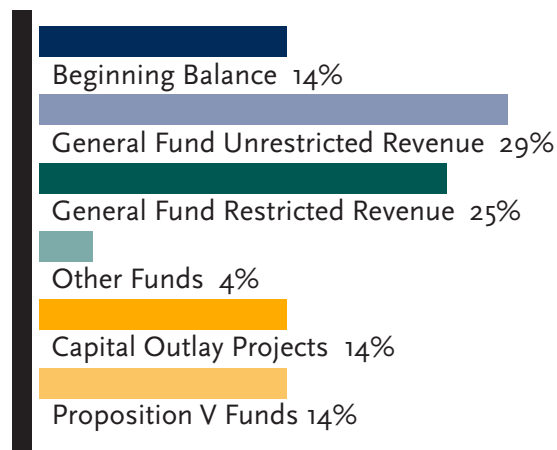 Beginning Balance 14%
General Fund Unrestricted Revenue 29%
General Fund Restricted Revenue 25%
Other Funds 4%
Capital Outlay Projects 14%
Proposition V Funds 14%